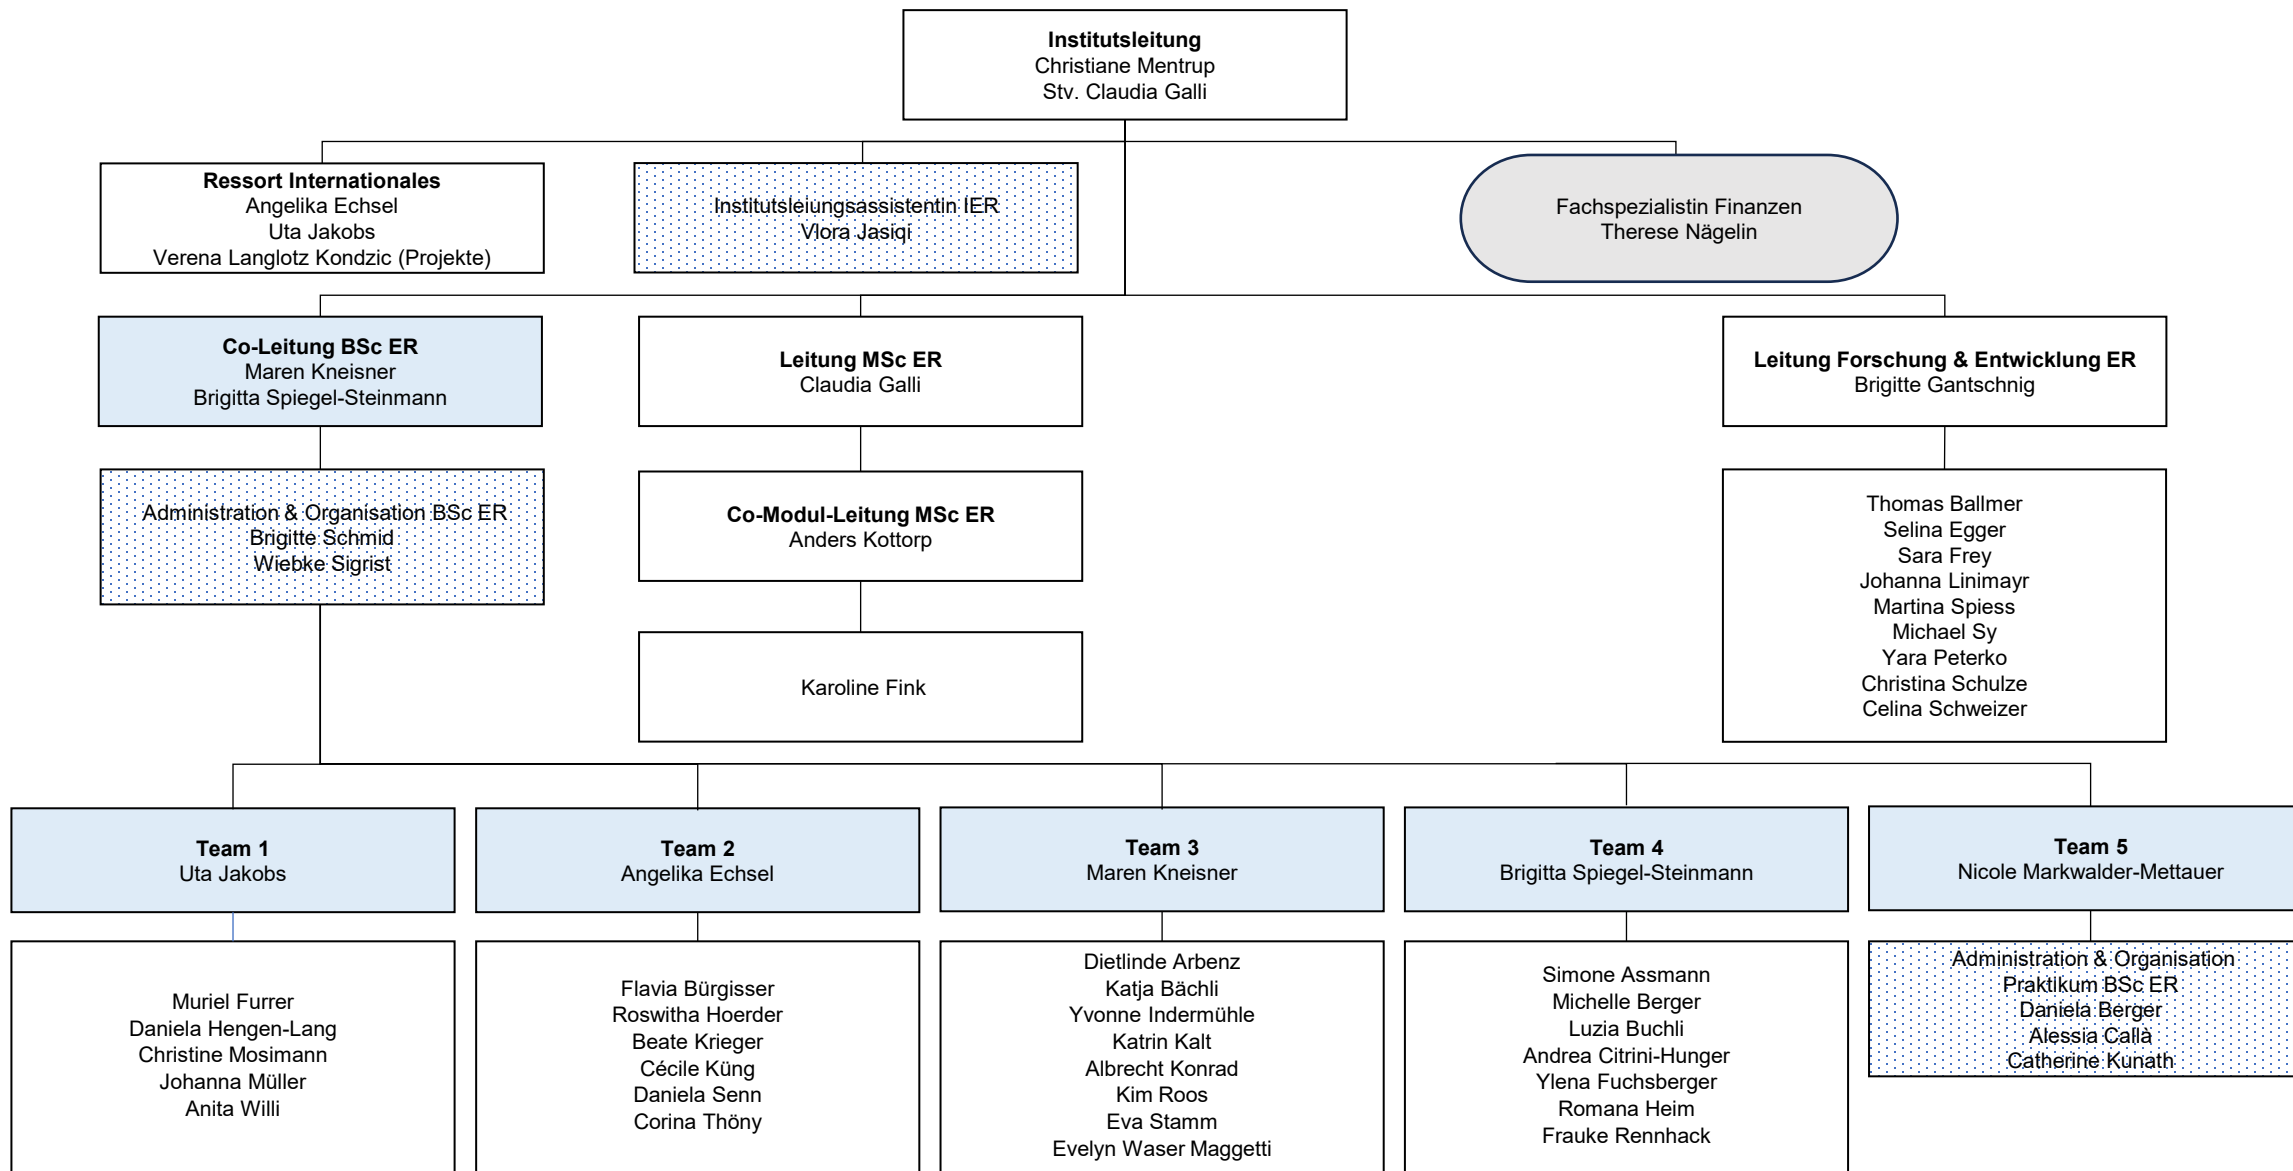 Institutsleitung
Christiane Mentrup
Stv. Claudia Galli
Ressort Internationales
Angelika Echsel
Uta Jakobs
Verena Langlotz Kondzic (Projekte)
Institutsleiungsassistentin IER
Vlora Jasiqi
Fachspezialistin Finanzen
Therese Nägelin
Co-Leitung BSc ER
Maren Kneisner
Brigitta Spiegel-Steinmann
Leitung MSc ER
Claudia Galli
Leitung Forschung & Entwicklung ER
Brigitte Gantschnig
Administration & Organisation BSc ER
Brigitte Schmid
Wiebke Sigrist
Co-Modul-Leitung MSc ER
Anders Kottorp
Karoline Fink
Thomas Ballmer
Selina Egger
Sara Frey
Johanna Linimayr
Martina Spiess
Michael Sy
Yara Peterko
Christina Schulze
Celina Schweizer
Team 1
Uta Jakobs
Team 2
Angelika Echsel
Team 3
Maren Kneisner
Team 4
Brigitta Spiegel-Steinmann
Team 5
Nicole Markwalder-Mettauer
Muriel Furrer
Daniela Hengen-Lang
Christine Mosimann
Johanna Müller
Anita Willi
Flavia Bürgisser
Roswitha Hoerder
Beate Krieger
Cécile Küng
Daniela Senn
Corina Thöny
Dietlinde Arbenz
Katja Bächli
Yvonne Indermühle
Katrin Kalt
Albrecht Konrad
Kim Roos
Eva Stamm
Evelyn Waser Maggetti
Simone Assmann
Michelle Berger
Luzia Buchli
Andrea Citrini-Hunger
Ylena Fuchsberger
Romana Heim
Frauke Rennhack
Administration & Organisation
Praktikum BSc ER
Daniela Berger
Alessia Callà
Catherine Kunath